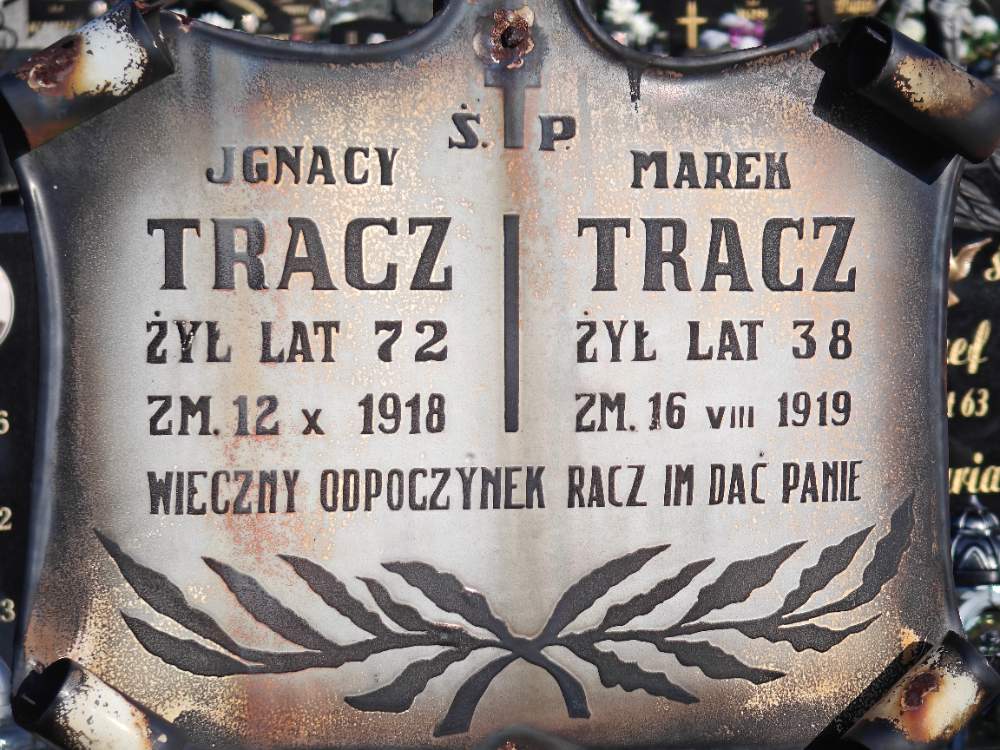 Ś. P.
JGNACY
TRACZ
ŻYŁ LAT 72
ZM. 12 X 1918
MAREK
TRACZ
ŻYŁ LAT 38
ZM. 16 VIII 1919
WIECZNY ODPOCZYNEK RACZ IM DAĆ PANIE
63